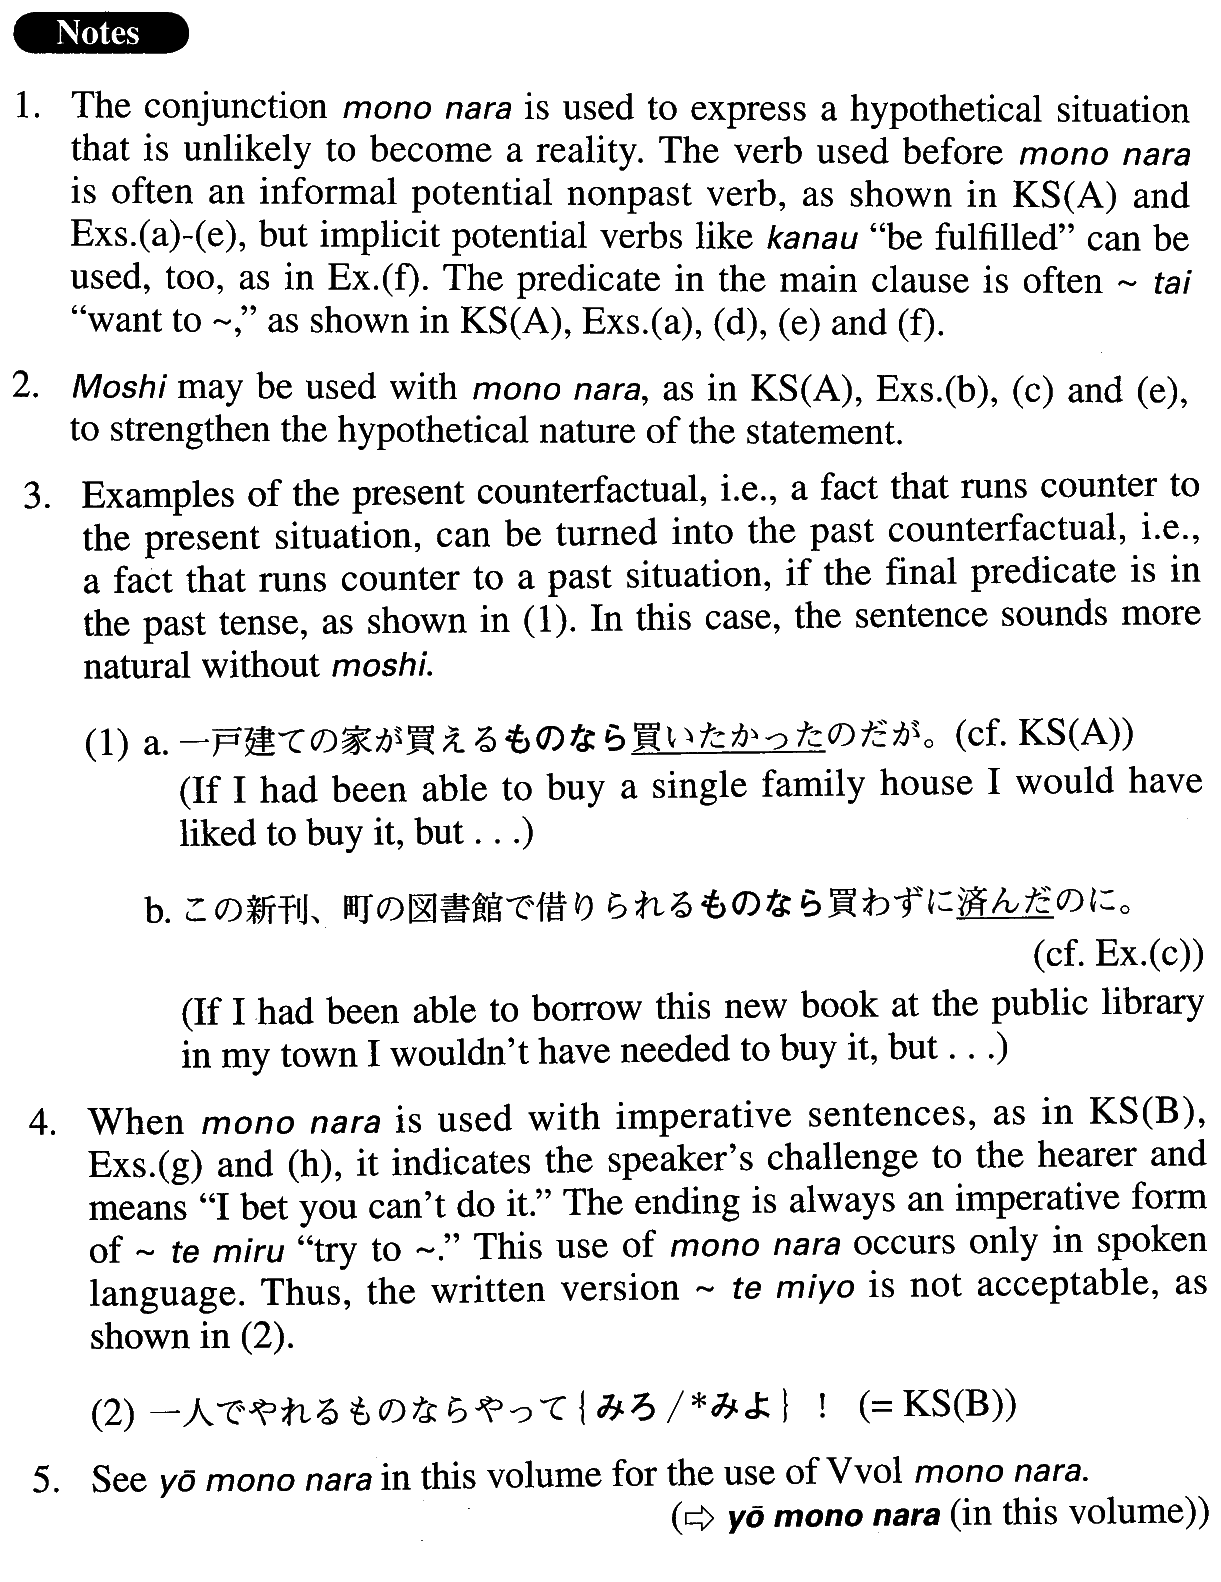 Notes
1. The conjunction mono nara is used to express a hypothetical situation
that is unlikely to become a reality. The verb used before mono nara
is often an informal potential nonpast verb, as shown in KS(A) and
Exs.(a)-(e), but implicit potential verbs like kanau “be fulfilled” can be
used, too, as in Ex.(f). The predicate in the main clause is often ~ tai
“want to ~,” as shown in KS(A), Exs.(a), (d), (e) and (f).
2. Moshi may be used with mono nara, as in KS(A), Exs.(b), (c) and (e),
to strengthen the hypothetical nature of the statement.
3. Examples of the present counterfactual, i.e., a fact that runs counter to
the present situation, can be turned into the past counterfactual, i.e.,
a fact that runs counter to a past situation, if the final predicate is in
the past tense, as shown in (1). In this case, the sentence sounds more
natural without moshi.
(1) a. 一戸建ての家が買えるものなら買いたかったのだが。(cf. KS(A))
(If I had been able to buy a single family house I would have
liked to buy it, but . . .)
b. この新刊、町の図書館で借りられるものなら買わずに済んだのに。
(cf. Ex.(c))
(If I had been able to borrow this new book at the public library
in my town I wouldn’t have needed to buy it, but . . .)
4. When mono nara is used with imperative sentences, as in KS(B),
Exs.(g) and (h), it indicates the speaker’s challenge to the hearer and
means “I bet you can’t do it.” The ending is always an imperative form
of ~ te miru “try to ~.” This use of mono nara occurs only in spoken
language. Thus, the written version ~ te miyo is not acceptable, as
shown in (2).
(2) 一人でやれるものならやって{みろ/*みよ}！ (= KS(B))
5. See yō mono nara in this volume for the use of Vvol mono nara.
(⇨ yō mono nara (in this volume))